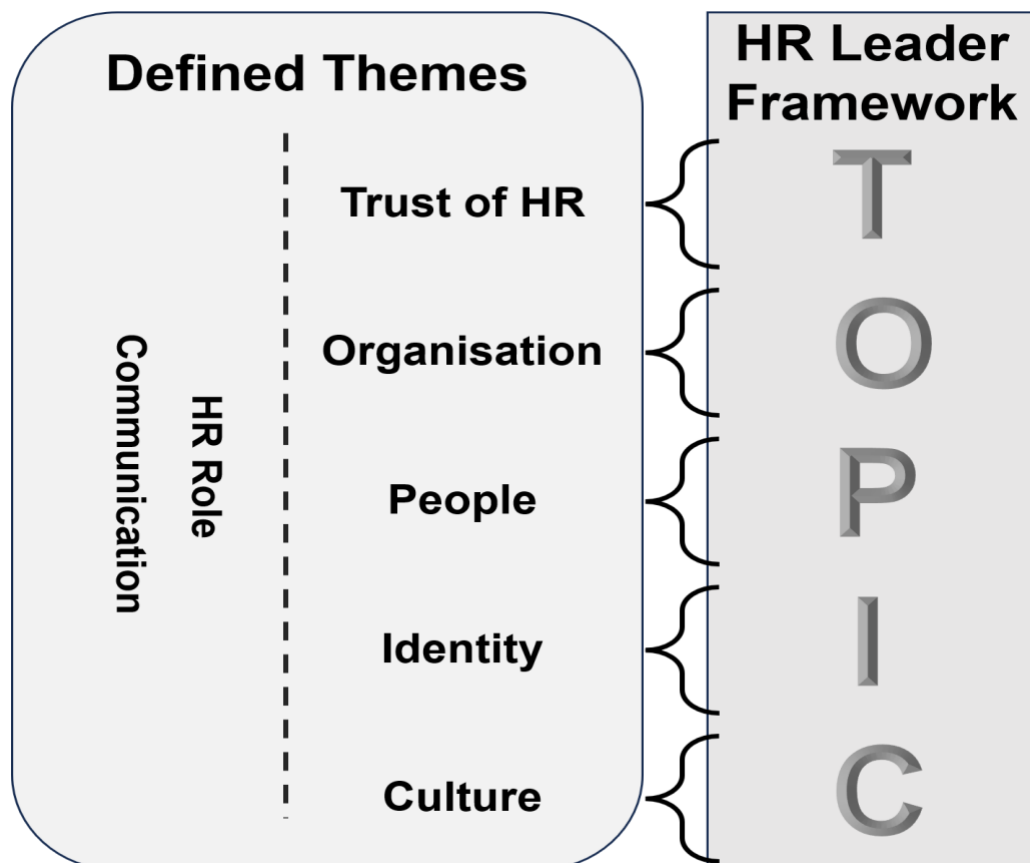 Defined Themes
HR Leader
Framework
Communication
HR Role
Trust of HR
T
Organisation
O
People
P
Identity
I
Culture
C